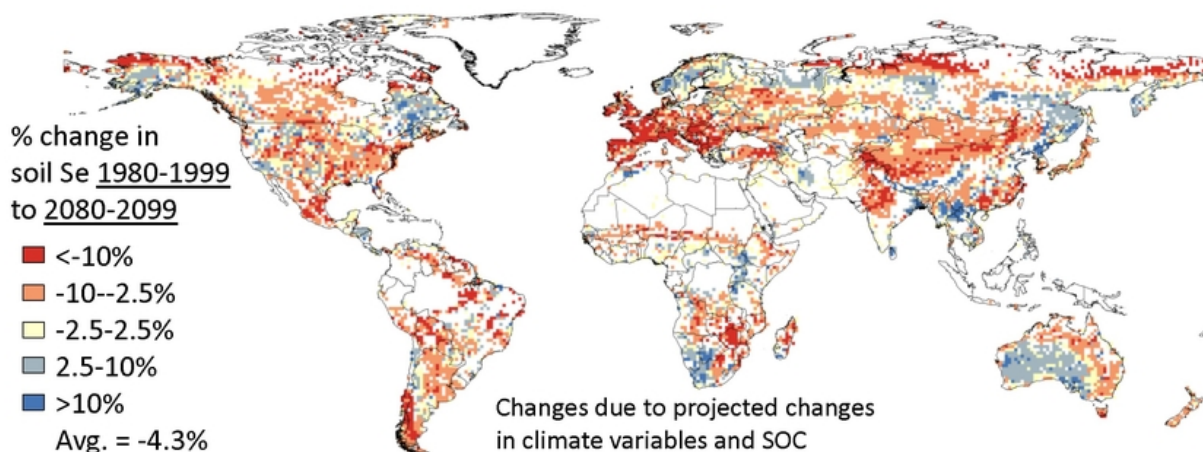 % change in
soil Se 1980-1999
to 2080-2099
<-10%
-10--2.5%
-2.5-2.5%
2.5-10%
>10%
Avg. = -4.3%
Changes due to projected changes
in climate variables and SOC